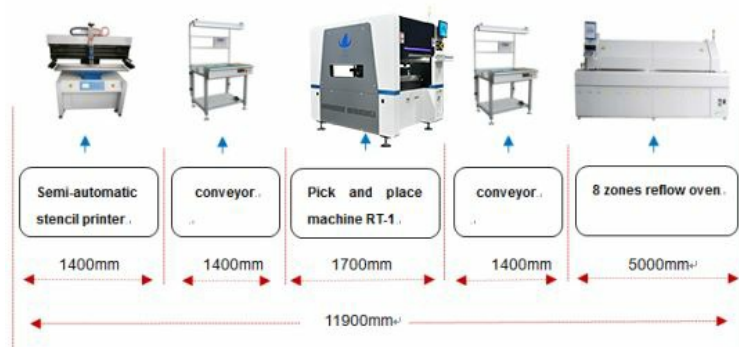 Semi-automatic
stencil printer
conveyor
Pick and place
machine RT-1
conveyor
8 zones reflow oven
1400mm
1400mm
1700mm
1400mm
5000mm
11900mm